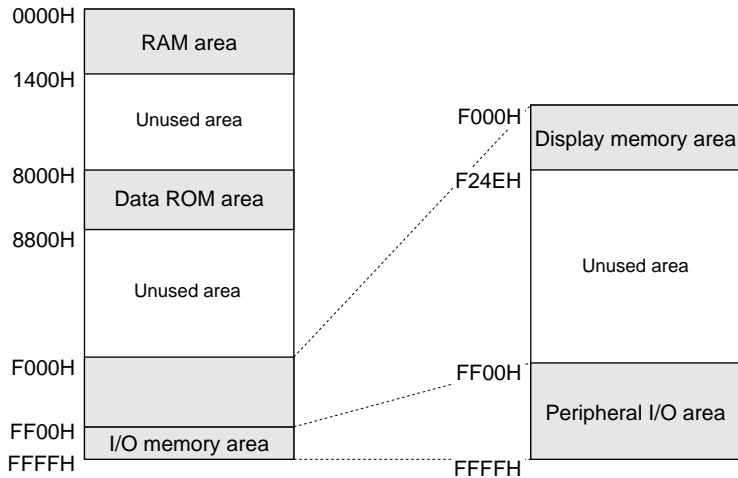 0000H
RAM area
1400H
Unused area
8000H
Data ROM area
8800H
Unused area
F000H
FF00H
I/O memory area
FFFFH
F000H
Display memory area
F24EH
Unused area
FF00H
Peripheral I/O area
FFFFH